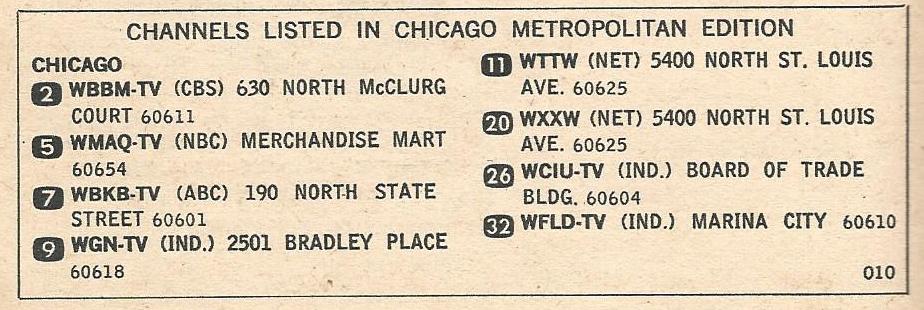 CHANNELS LISTED IN CHICAGO METROPOLITAN EDITION
CHICAGO
2 WBBM-TV (CBS) 630 NORTH McCLURG
COURT 60611
5 WMAQ-TV (NBC) MERCHANDISE MART
60654
7 WBKB-TV (ABC) 190 NORTH STATE
STREET 60601
9 WGN-TV (IND.) 2501 BRADLEY PLACE
60618
11 WTTW (NET) 5400 NORTH ST. LOUIS
AVE. 60625
20 WXXW (NET) 5400 NORTH ST. LOUIS
AVE. 60625
26 WCIU-TV (IND.) BOARD OF TRADE
BLDG. 60604
32 WFLD-TV (IND.) MARINA CITY 60610
010